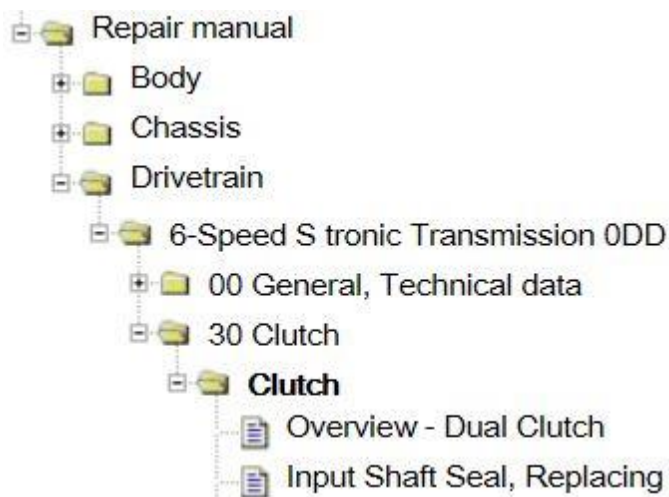 Repair manual
Body
Chassis
Drivetrain
6-Speed S tronic Transmission 0DD
00 General, Technical data
30 Clutch
Clutch
Overview - Dual Clutch
Input Shaft Seal, Replacing